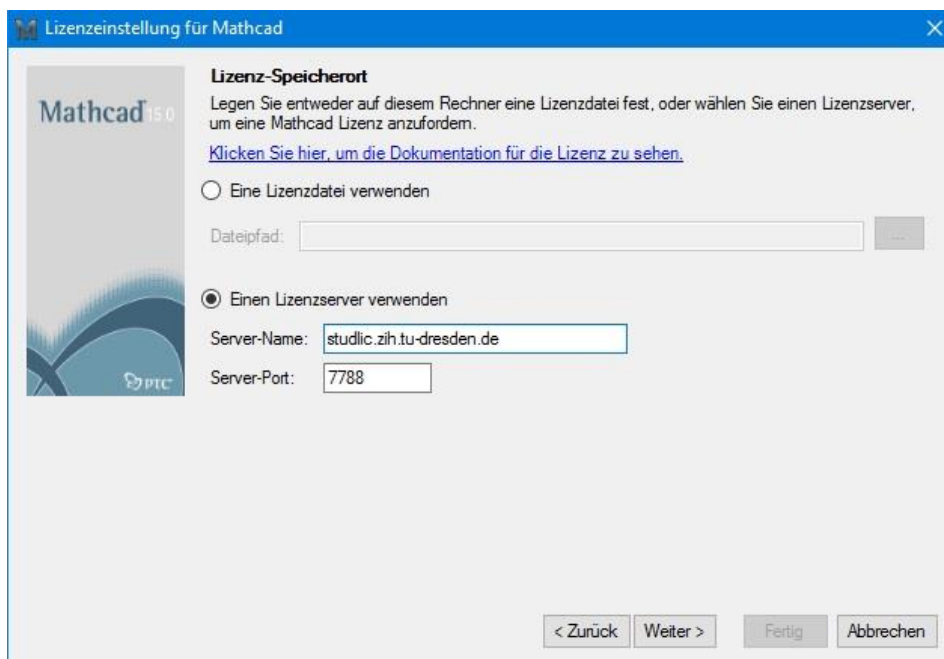 Lizenzeinstellung für Mathcad
Mathcad 15.0
PTC
Lizenz-Speicherort
Legen Sie entweder auf diesem Rechner eine Lizenzdatei fest, oder wählen Sie einen Lizenzserver,
um eine Mathcad Lizenz anzufordern.
Klicken Sie hier, um die Dokumentation für die Lizenz zu sehen.
Eine Lizenzdatei verwenden
Dateipfad:
...
Einen Lizenzserver verwenden
Server-Name: studlic.zih.tu-dresden.de
Server-Port: 7788
< Zurück Weiter > Fertig Abbrechen